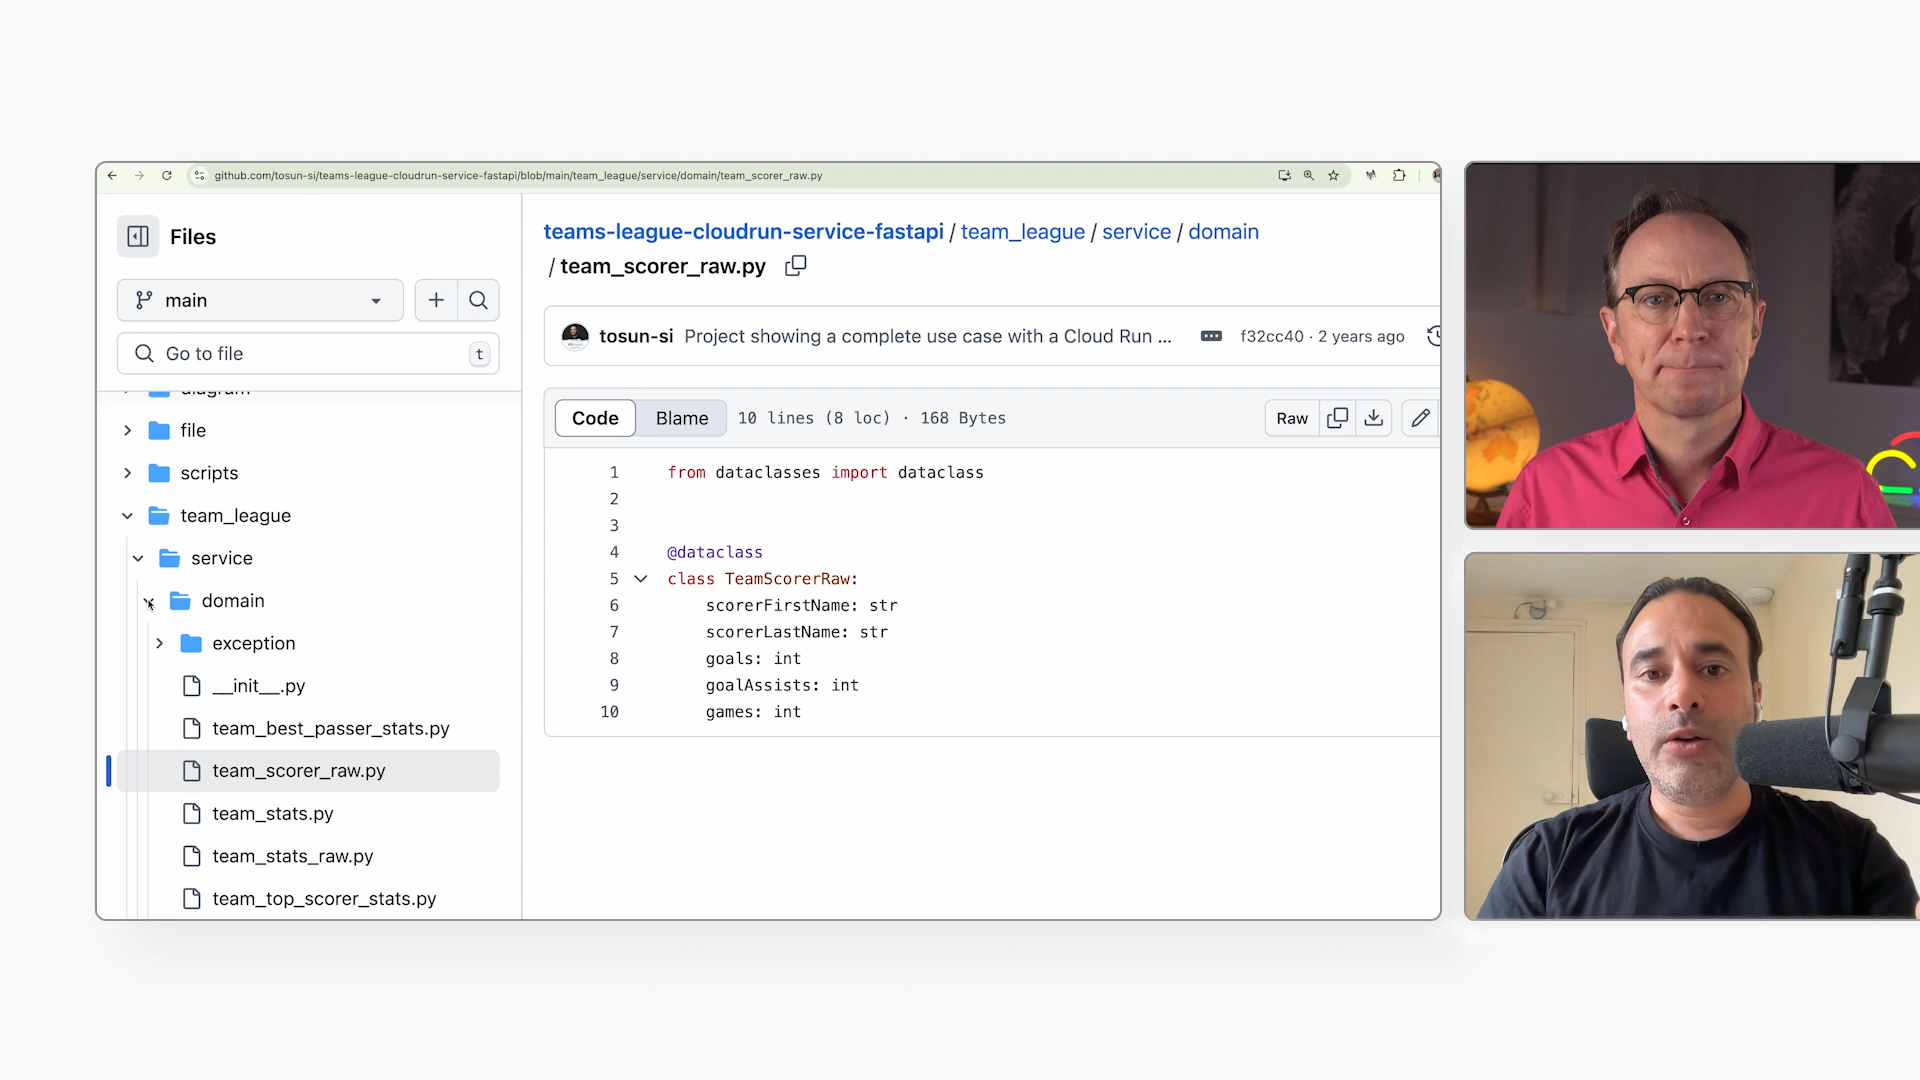 github.com/tosun-si/teams-league-cloudrun-service-fastapi/blob/main/team_league/service/domain/team_scorer_raw.py
Files
main
Go to file
t
diagram
file
scripts
team_league
service
domain
exception
__init__.py
team_best_passer_stats.py
team_scorer_raw.py
team_stats.py
team_stats_raw.py
team_top_scorer_stats.py
teams-league-cloudrun-service-fastapi / team_league / service / domain
/ team_scorer_raw.py
tosun-si Project showing a complete use case with a Cloud Run ... f32cc40 · 2 years ago
Code Blame 10 lines (8 loc) · 168 Bytes Raw
1 from dataclasses import dataclass
2
3
4 @dataclass
5 class TeamScorerRaw:
6 scorerFirstName: str
7 scorerLastName: str
8 goals: int
9 goalAssists: int
10 games: int